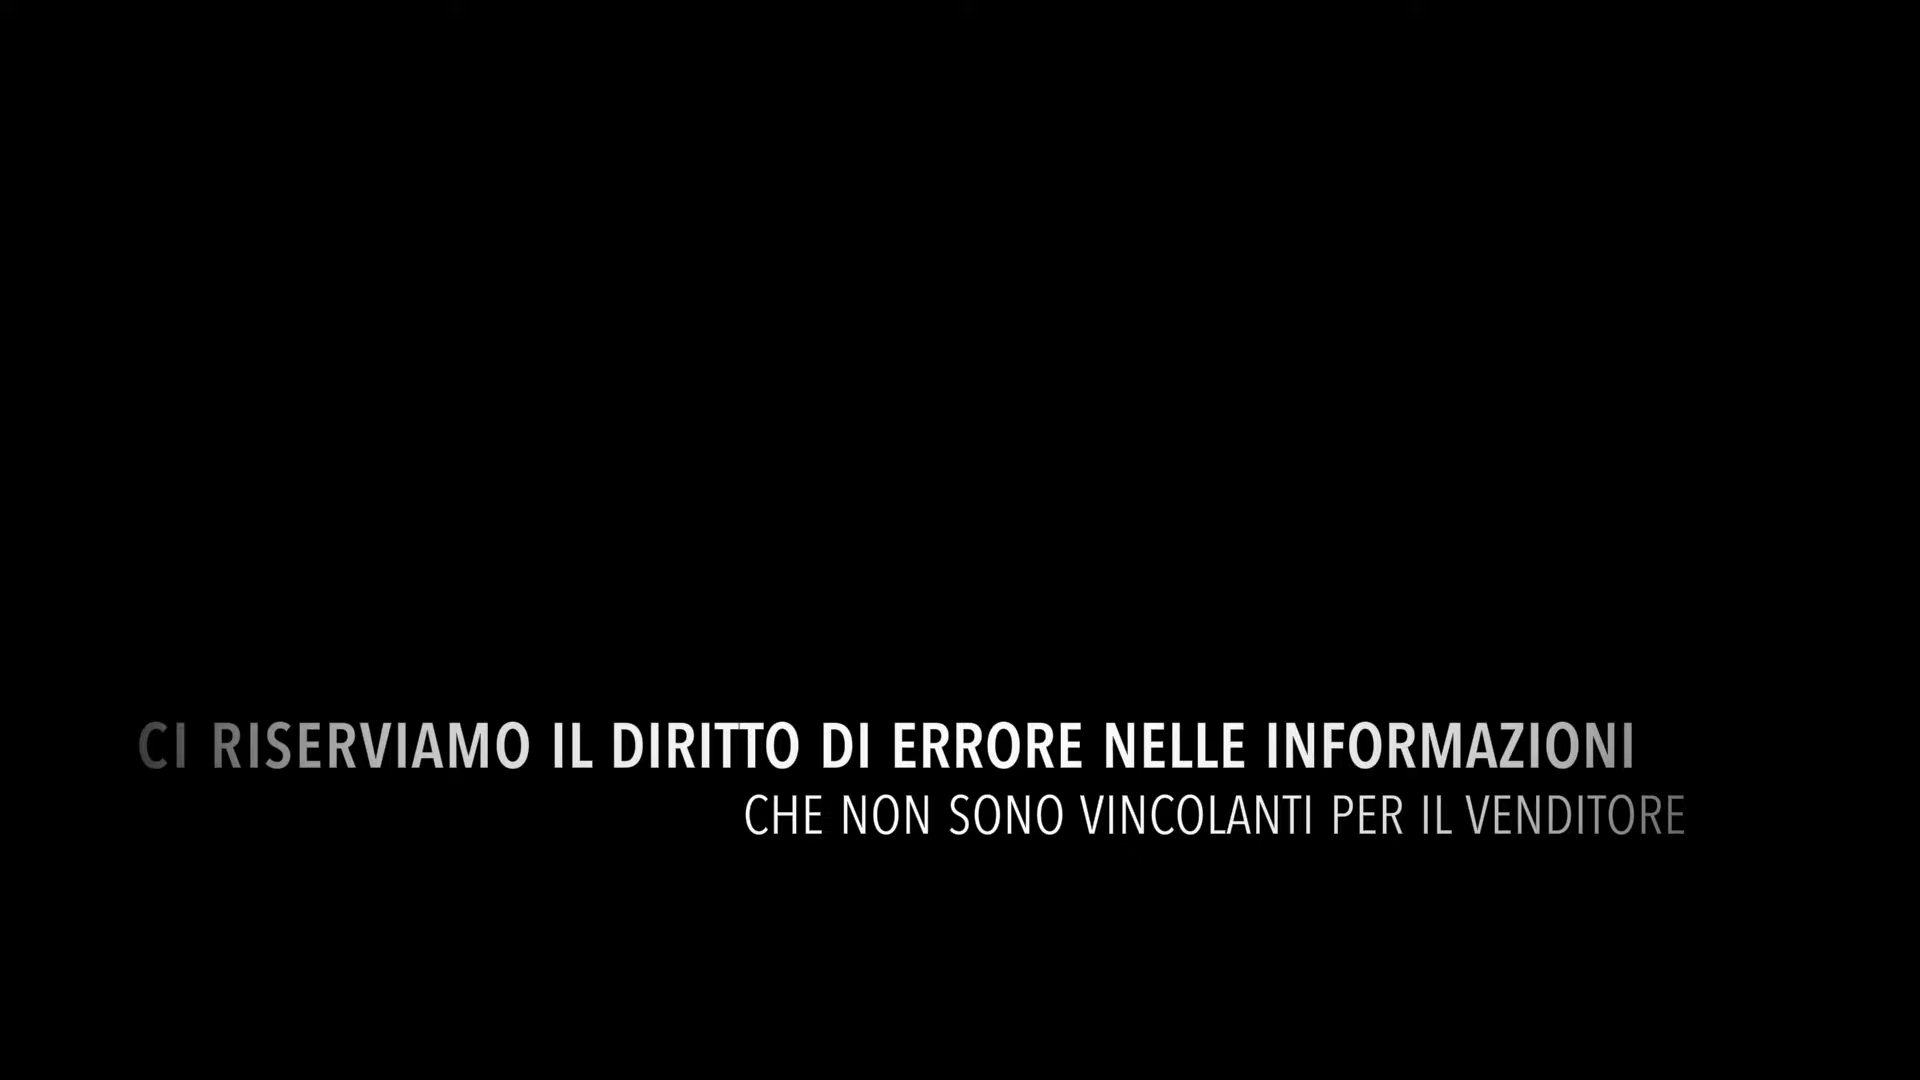 CI RISERVIAMO IL DIRITTO DI ERRORE NELLE INFORMAZIONI
CHE NON SONO VINCOLANTI PER IL VENDITORE